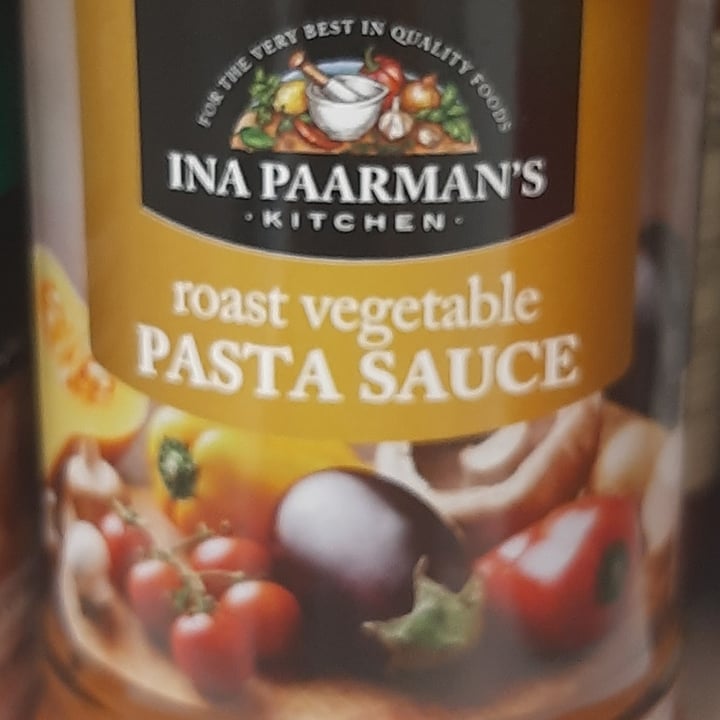 FOR THE VERY BEST IN QUALITY FOODS
INA PAARMAN'S
·KITCHEN·
roast vegetable
PASTA SAUCE